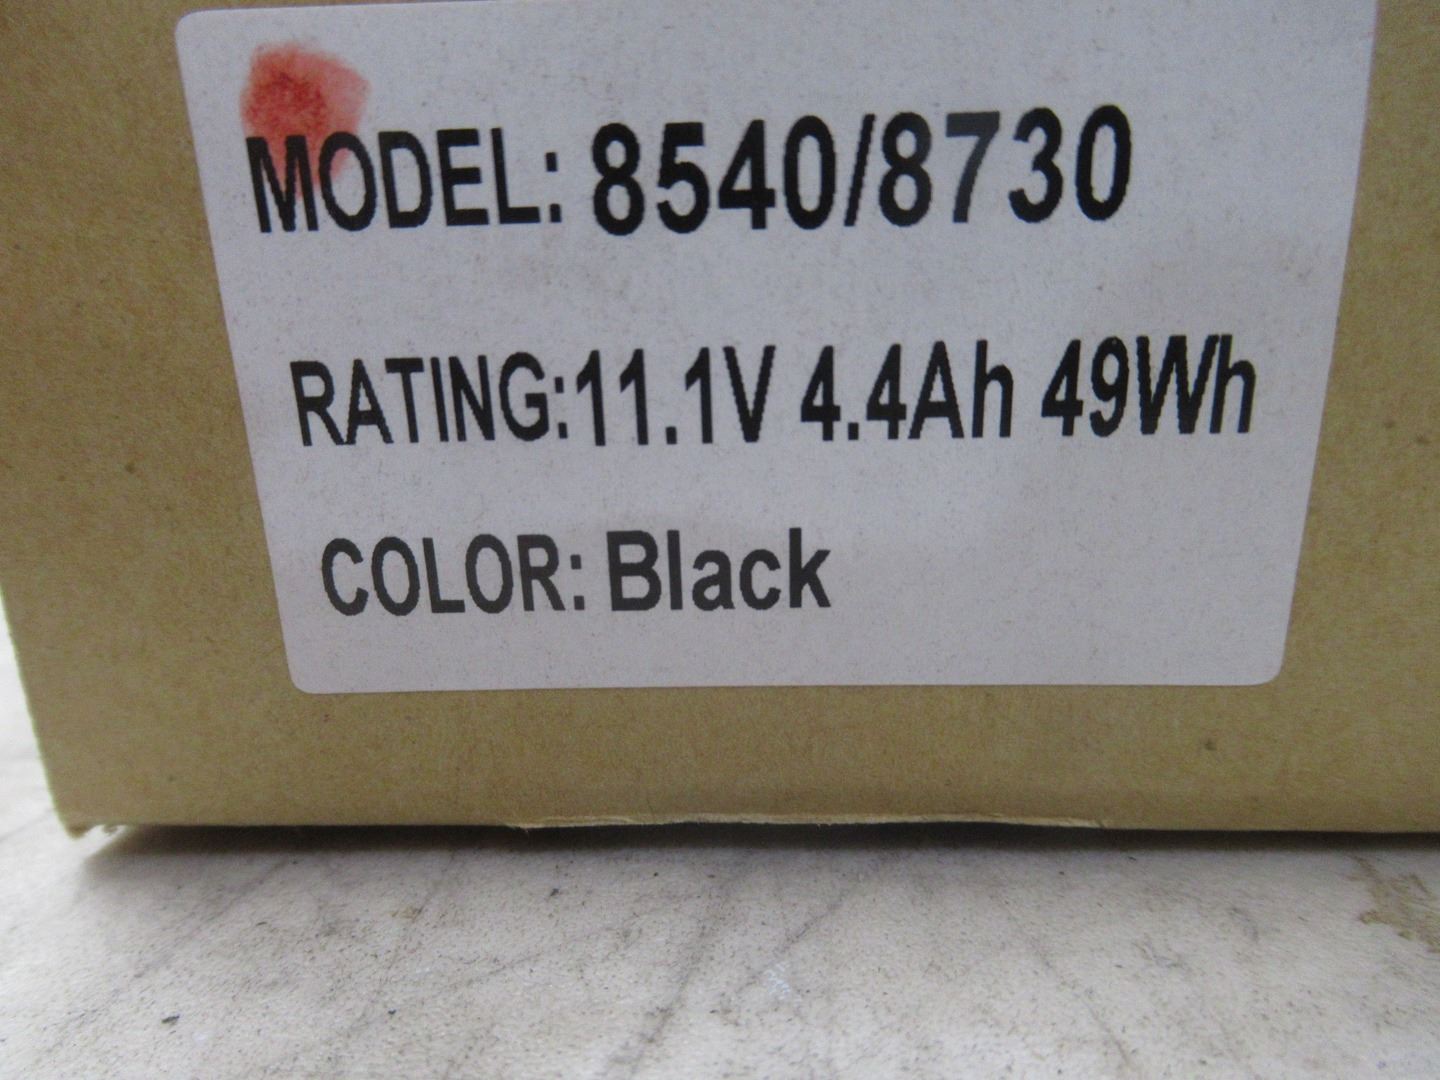 MODEL: 8540/8730
RATING:11.1V 4.4Ah 49Wh
COLOR: Black